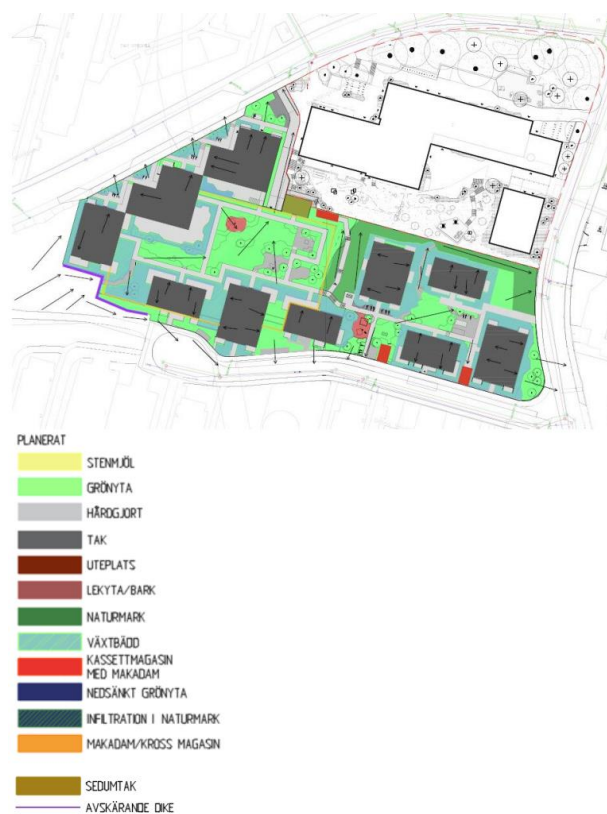 PLANERAT
STENMJÖL
GRÖNYTA
HÅRDGJORT
TAK
UTEPLATS
LEKYTA/BARK
NATURMARK
VÄXTBÄDD
KASSETTMAGASIN
MED MAKADAM
NEDSÄNKT GRÖNYTA
INFILTRATION I NATURMARK
MAKADAM/KROSS MAGASIN
SEDUMTAK
AVSKÄRANDE DIKE